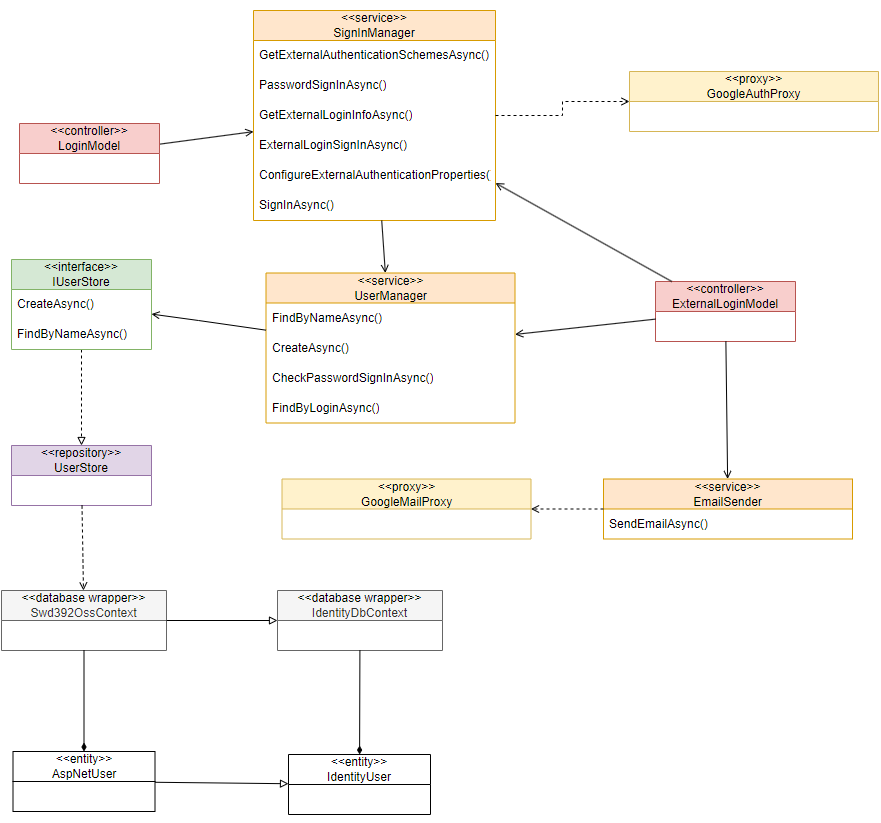 <<service>>
SignInManager
GetExternalAuthenticationSchemesAsync()
PasswordSignInAsync()
GetExternalLoginInfoAsync()
ExternalLoginSignInAsync()
ConfigureExternalAuthenticationProperties(
SignInAsync()
<<proxy>>
GoogleAuthProxy
<<controller>>
LoginModel
<<interface>>
IUserStore
CreateAsync()
FindByNameAsync()
<<service>>
UserManager
FindByNameAsync()
CreateAsync()
CheckPasswordSignInAsync()
FindByLoginAsync()
<<controller>>
ExternalLoginModel
<<repository>>
UserStore
<<proxy>>
GoogleMailProxy
<<service>>
EmailSender
SendEmailAsync()
<<database wrapper>>
Swd392OssContext
<<database wrapper>>
IdentityDbContext
<<entity>>
AspNetUser
<<entity>>
IdentityUser